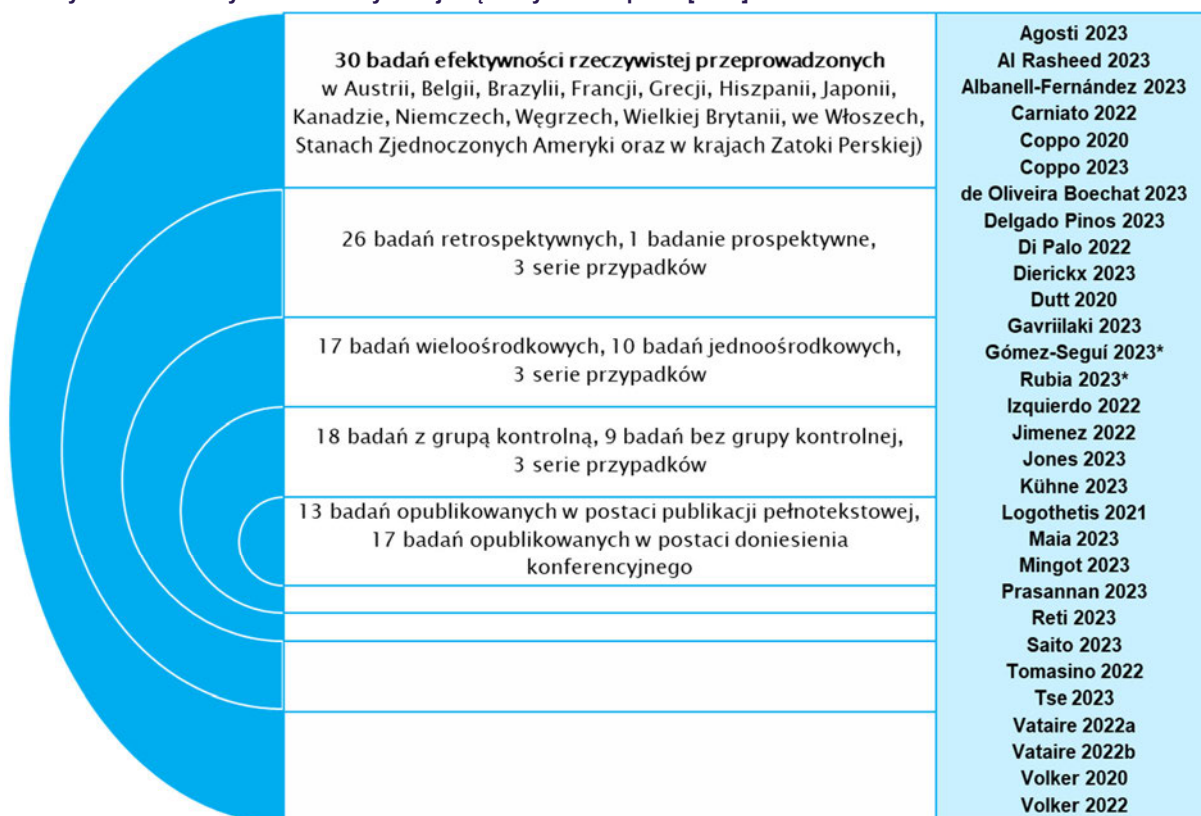 30 badań efektywności rzeczywistej przeprowadzonych
w Austrii, Belgii, Brazylii, Francji, Grecji, Hiszpanii, Japonii,
Kanadzie, Niemczech, Węgrzech, Wielkiej Brytanii, we Włoszech,
Stanach Zjednoczonych Ameryki oraz w krajach Zatoki Perskiej)
26 badań retrospektywnych, 1 badanie prospektywne,
3 serie przypadków
17 badań wieloośrodkowych, 10 badań jednoośrodkowych,
3 serie przypadków
18 badań z grupą kontrolną, 9 badań bez grupy kontrolnej,
3 serie przypadków
13 badań opublikowanych w postaci publikacji pełnotekstowej,
17 badań opublikowanych w postaci doniesienia
konferencyjnego
Agosti 2023
Al Rasheed 2023
Albanell-Fernández 2023
Carniato 2022
Coppo 2020
Coppo 2023
de Oliveira Boechat 2023
Delgado Pinos 2023
Di Palo 2022
Dierickx 2023
Dutt 2020
Gavriilaki 2023
Gómez-Seguí 2023*
Rubia 2023*
Izquierdo 2022
Jimenez 2022
Jones 2023
Kühne 2023
Logothetis 2021
Maia 2023
Mingot 2023
Prasannan 2023
Reti 2023
Saito 2023
Tomasino 2022
Tse 2023
Vataire 2022a
Vataire 2022b
Volker 2020
Volker 2022